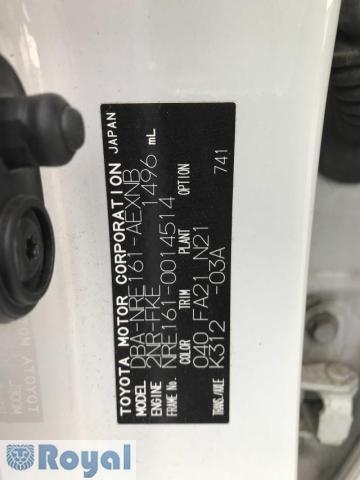 TOYOTA MOTOR CORPORATION JAPAN
MODEL DBA-NRE161-AEXNB
ENGINE 2NR-FKE 1496 mL
FRAME No. NRE161-0014514
COLOR TRIM PLANT OPTION
040 FA21 N21 741
TRANS./AXLE K312 -03A
Royal